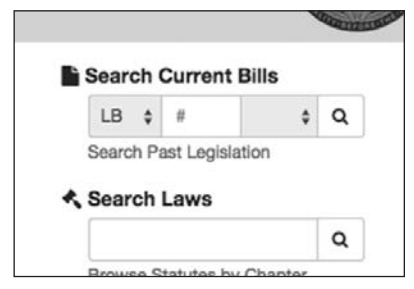 Search Current Bills
LB #
Search Past Legislation
Search Laws
Browse Statutes by Chapter